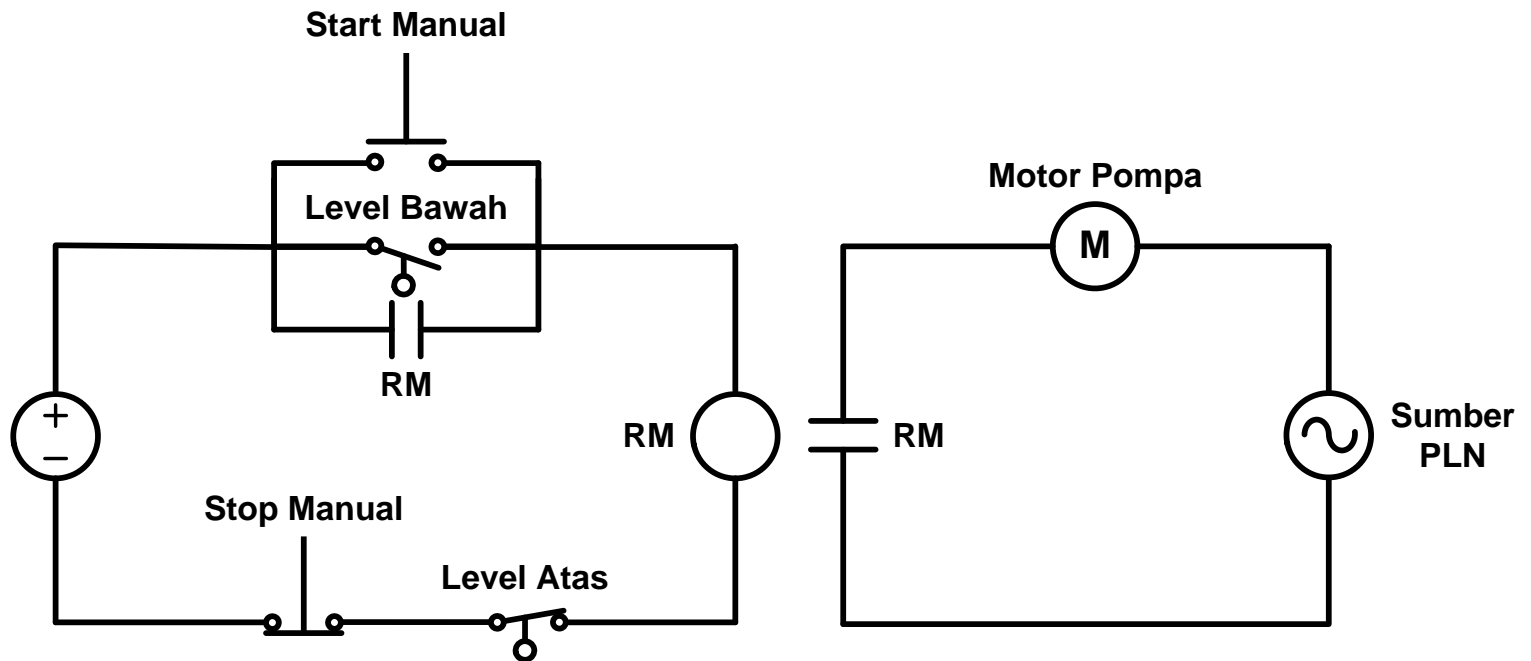 Start Manual
Level Bawah
RM
RM
Stop Manual
Level Atas
Motor Pompa
M
RM
Sumber
PLN